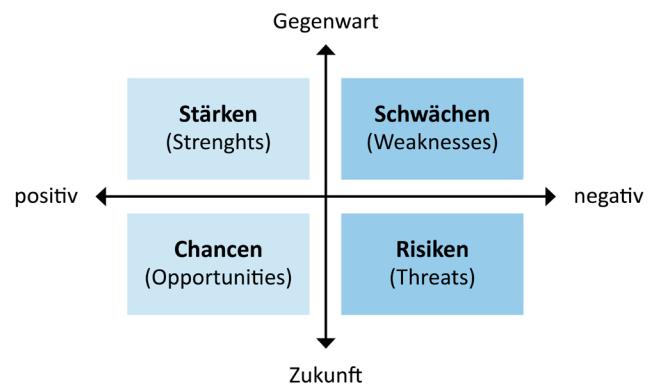 Gegenwart
Stärken
(Strenghts)
Schwächen
(Weaknesses)
positiv
negativ
Chancen
(Opportunities)
Risiken
(Threats)
Zukunft